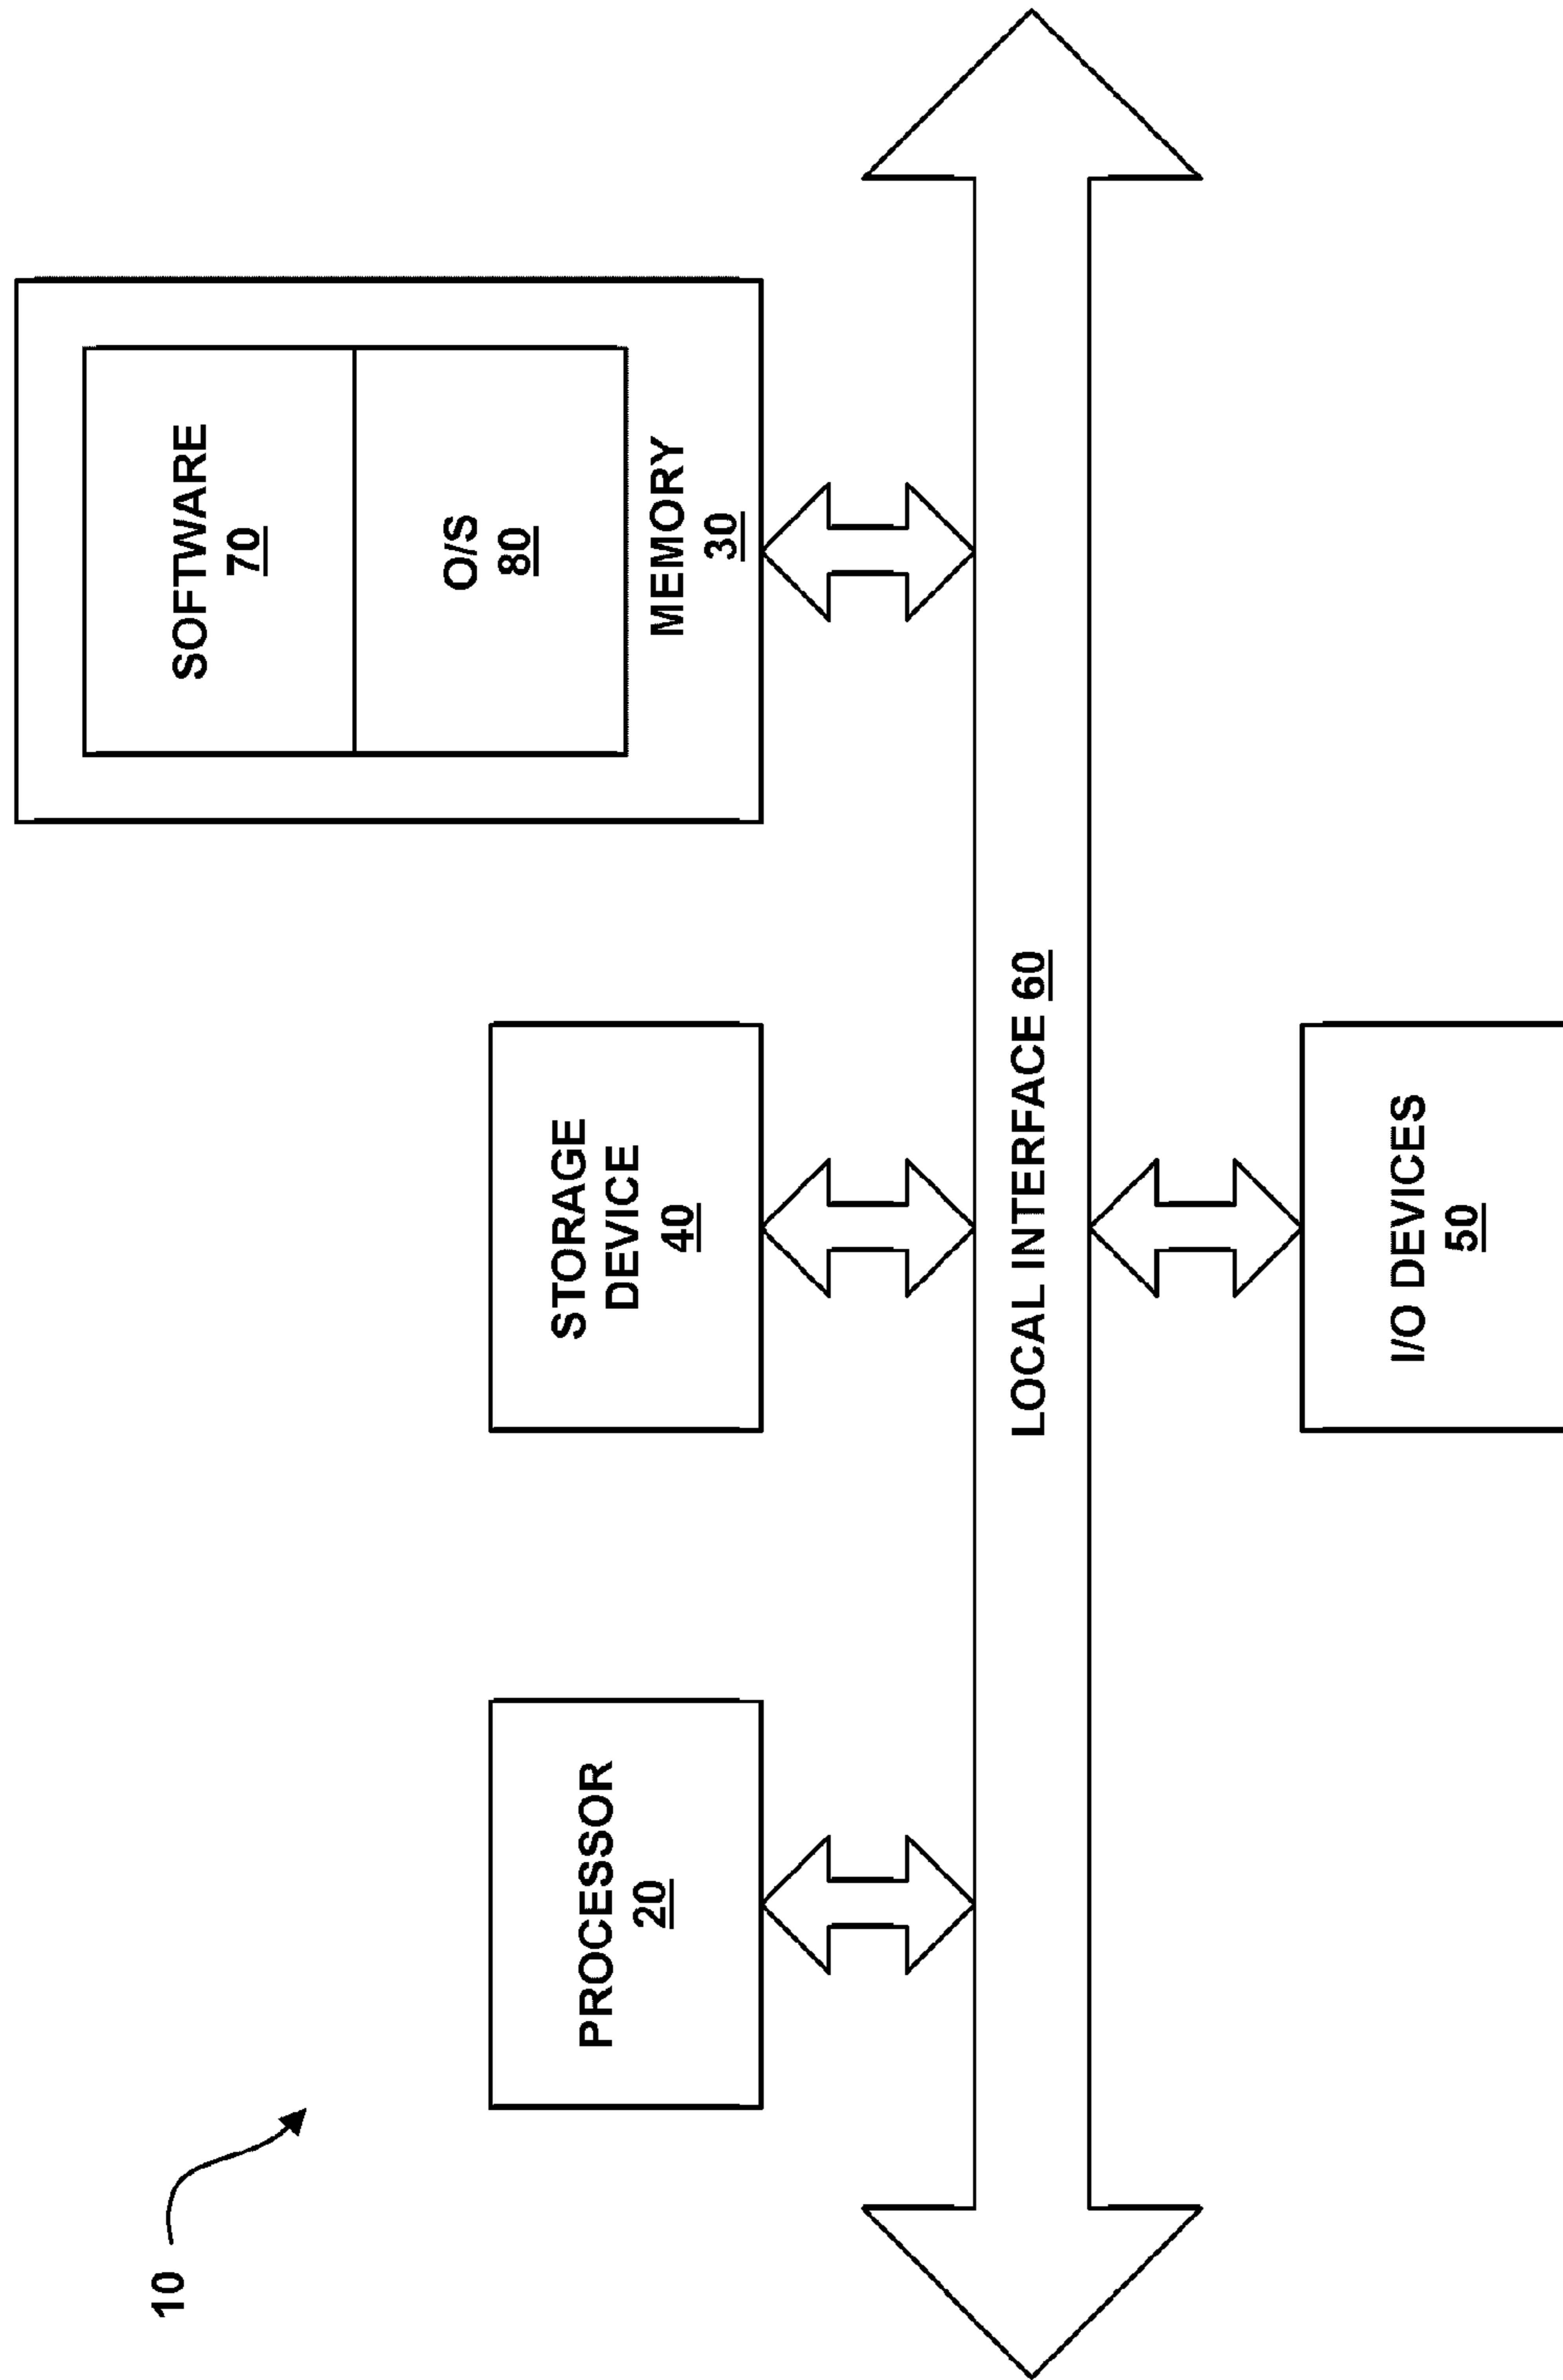 10
PROCESSOR
20
STORAGE
DEVICE
40
SOFTWARE
70
O/S
80
MEMORY
30
LOCAL INTERFACE 60
I/O DEVICES
50